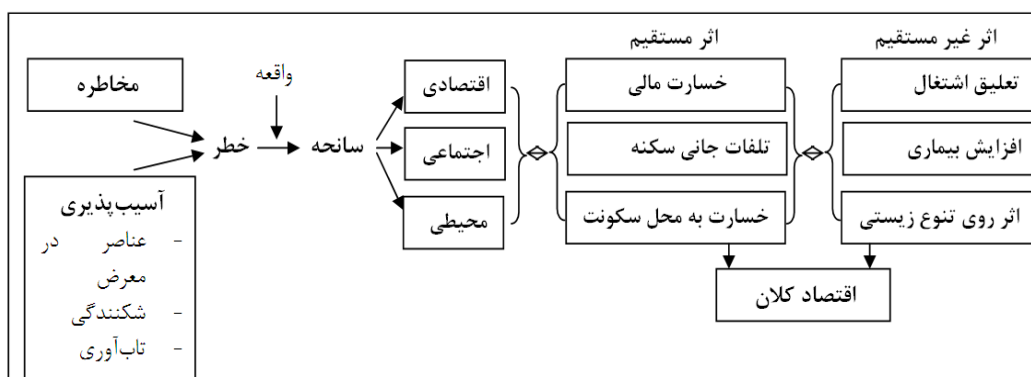 اثر مستقیم
اثر غیر مستقیم
مخاطره
واقعه
خطر
سانحه
آسیب‌پذیری
- عناصر در
معرض
- شکنندگی
- تاب‌آوری
اقتصادی
اجتماعی
محیطی
خسارت مالی
تلفات جانی سکنه
خسارت به محل سکونت
تعلیق اشتغال
افزایش بیماری
اثر روی تنوع زیستی
اقتصاد کلان